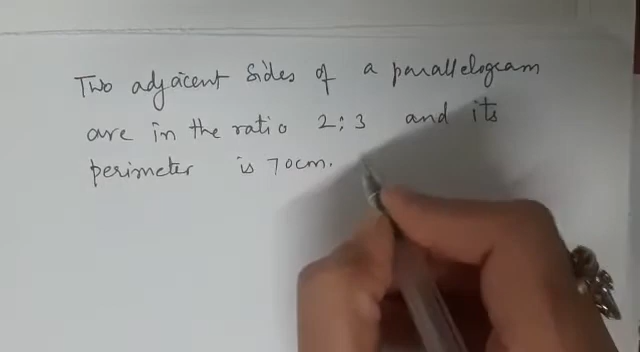 Two adjacent sides of a parallelogram
are in the ratio 2:3 and its
perimeter is 70cm.